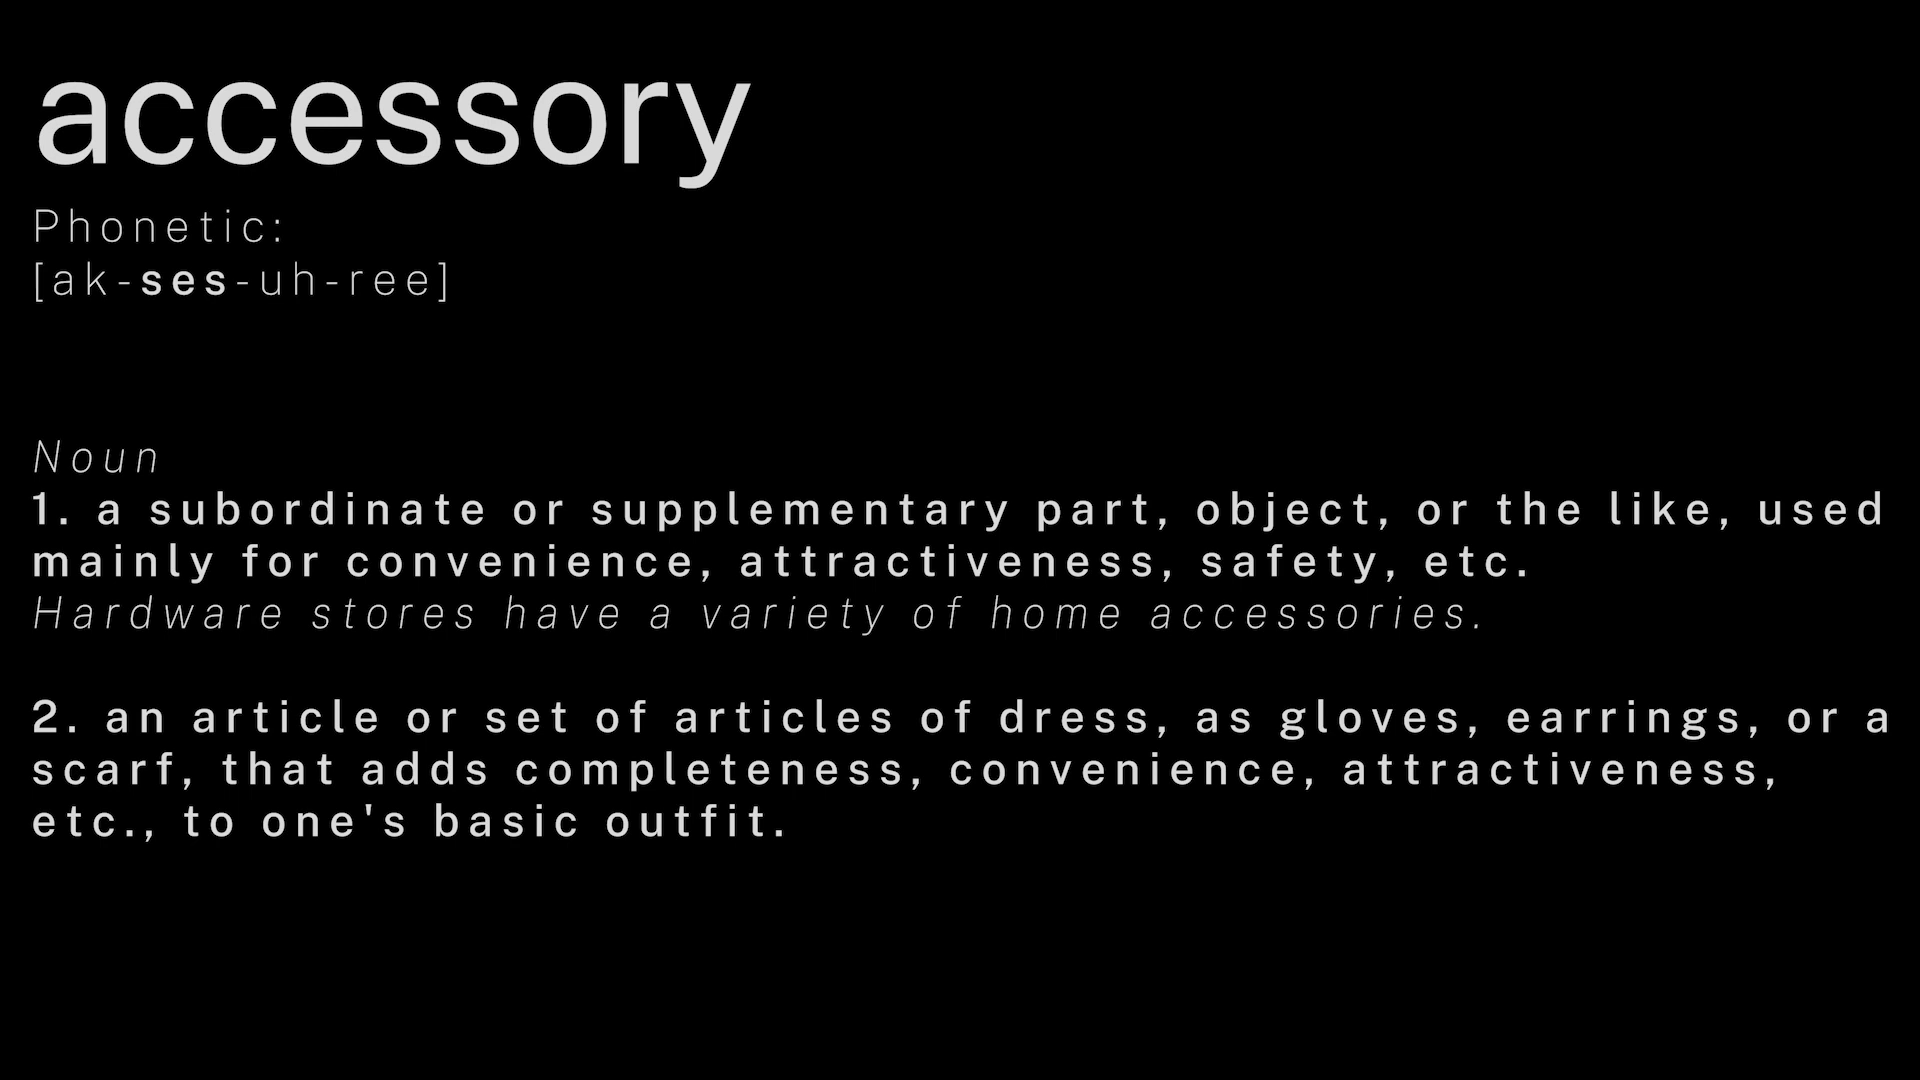 accessory
Phonetic:
[ak-ses-uh-ree]
Noun
1. a subordinate or supplementary part, object, or the like, used
mainly for convenience, attractiveness, safety, etc.
Hardware stores have a variety of home accessories.
2. an article or set of articles of dress, as gloves, earrings, or a
scarf, that adds completeness, convenience, attractiveness,
etc., to one's basic outfit.